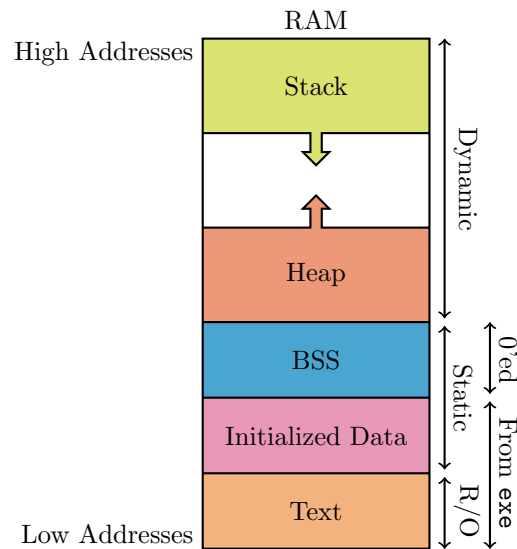 RAM
High Addresses
Stack
Dynamic
Heap
BSS
0'ed
Static
Initialized Data
From exe
Text
R/O
Low Addresses